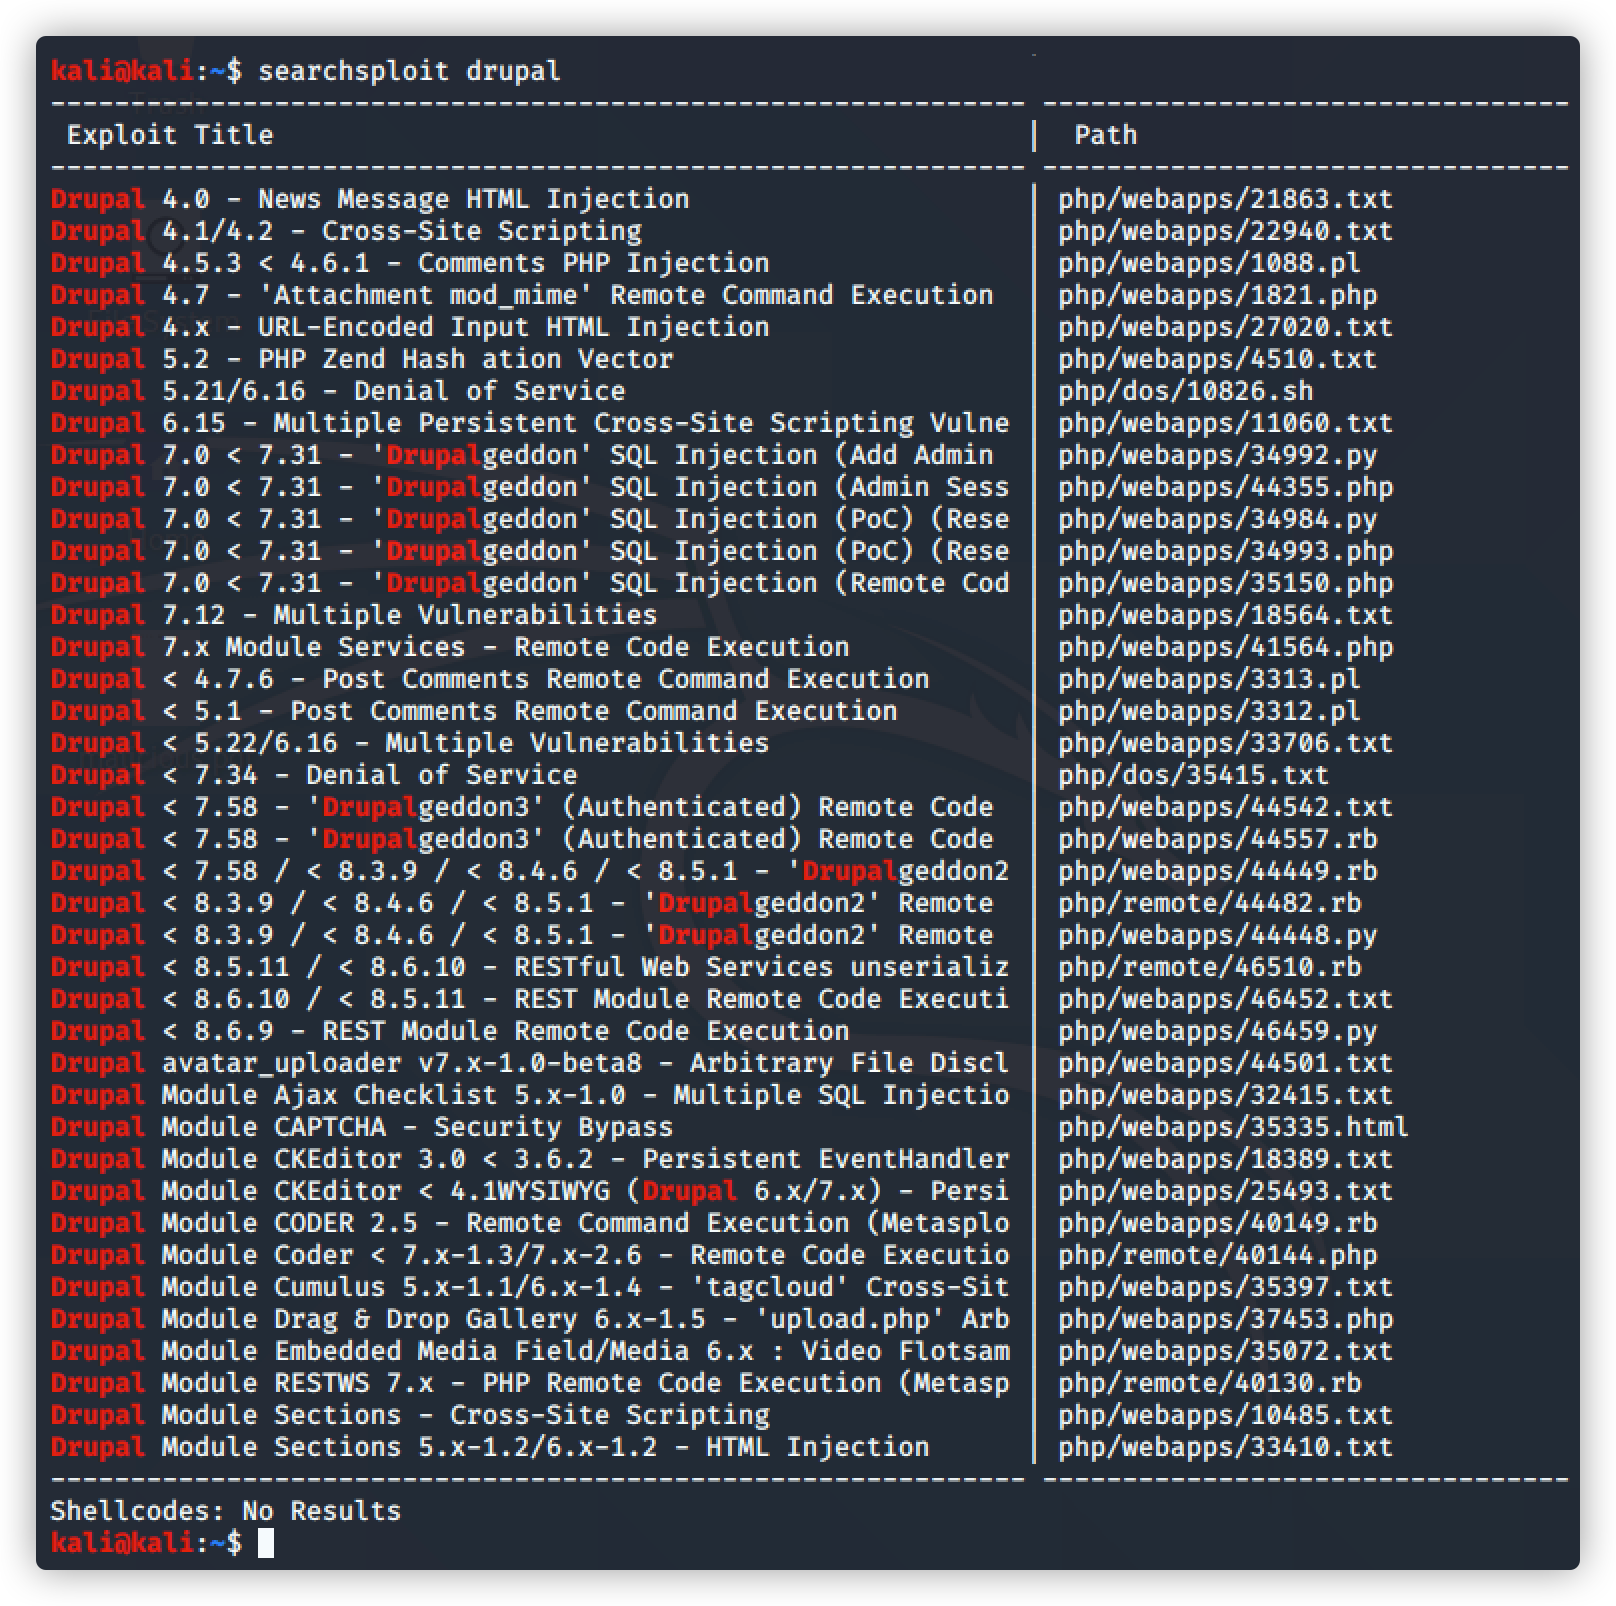 kali@kali:~$ searchsploit drupal
------------------------------------------------------------- ---------------------------------
Exploit Title | Path
------------------------------------------------------------- ---------------------------------
Drupal 4.0 - News Message HTML Injection | php/webapps/21863.txt
Drupal 4.1/4.2 - Cross-Site Scripting | php/webapps/22940.txt
Drupal 4.5.3 < 4.6.1 - Comments PHP Injection | php/webapps/1088.pl
Drupal 4.7 - 'Attachment mod_mime' Remote Command Execution | php/webapps/1821.php
Drupal 4.x - URL-Encoded Input HTML Injection | php/webapps/27020.txt
Drupal 5.2 - PHP Zend Hash ation Vector | php/webapps/4510.txt
Drupal 5.21/6.16 - Denial of Service | php/dos/10826.sh
Drupal 6.15 - Multiple Persistent Cross-Site Scripting Vulne | php/webapps/11060.txt
Drupal 7.0 < 7.31 - 'Drupalgeddon' SQL Injection (Add Admin | php/webapps/34992.py
Drupal 7.0 < 7.31 - 'Drupalgeddon' SQL Injection (Admin Sess | php/webapps/44355.php
Drupal 7.0 < 7.31 - 'Drupalgeddon' SQL Injection (PoC) (Rese | php/webapps/34984.py
Drupal 7.0 < 7.31 - 'Drupalgeddon' SQL Injection (PoC) (Rese | php/webapps/34993.php
Drupal 7.0 < 7.31 - 'Drupalgeddon' SQL Injection (Remote Cod | php/webapps/35150.php
Drupal 7.12 - Multiple Vulnerabilities | php/webapps/18564.txt
Drupal 7.x Module Services - Remote Code Execution | php/webapps/41564.php
Drupal < 4.7.6 - Post Comments Remote Command Execution | php/webapps/3313.pl
Drupal < 5.1 - Post Comments Remote Command Execution | php/webapps/3312.pl
Drupal < 5.22/6.16 - Multiple Vulnerabilities | php/webapps/33706.txt
Drupal < 7.34 - Denial of Service | php/dos/35415.txt
Drupal < 7.58 - 'Drupalgeddon3' (Authenticated) Remote Code | php/webapps/44542.txt
Drupal < 7.58 - 'Drupalgeddon3' (Authenticated) Remote Code | php/webapps/44557.rb
Drupal < 7.58 / < 8.3.9 / < 8.4.6 / < 8.5.1 - 'Drupalgeddon2 | php/webapps/44449.rb
Drupal < 8.3.9 / < 8.4.6 / < 8.5.1 - 'Drupalgeddon2' Remote | php/remote/44482.rb
Drupal < 8.3.9 / < 8.4.6 / < 8.5.1 - 'Drupalgeddon2' Remote | php/webapps/44448.py
Drupal < 8.5.11 / < 8.6.10 - RESTful Web Services unserializ | php/remote/46510.rb
Drupal < 8.6.10 / < 8.5.11 - REST Module Remote Code Executi | php/webapps/46452.txt
Drupal < 8.6.9 - REST Module Remote Code Execution | php/webapps/46459.py
Drupal avatar_uploader v7.x-1.0-beta8 - Arbitrary File Discl | php/webapps/44501.txt
Drupal Module Ajax Checklist 5.x-1.0 - Multiple SQL Injectio | php/webapps/32415.txt
Drupal Module CAPTCHA - Security Bypass | php/webapps/35335.html
Drupal Module CKEditor 3.0 < 3.6.2 - Persistent EventHandler | php/webapps/18389.txt
Drupal Module CKEditor < 4.1WYSIWYG (Drupal 6.x/7.x) - Persi | php/webapps/25493.txt
Drupal Module CODER 2.5 - Remote Command Execution (Metasplo | php/webapps/40149.rb
Drupal Module Coder < 7.x-1.3/7.x-2.6 - Remote Code Executio | php/remote/40144.php
Drupal Module Cumulus 5.x-1.1/6.x-1.4 - 'tagcloud' Cross-Sit | php/webapps/35397.txt
Drupal Module Drag & Drop Gallery 6.x-1.5 - 'upload.php' Arb | php/webapps/37453.php
Drupal Module Embedded Media Field/Media 6.x : Video Flotsam | php/webapps/35072.txt
Drupal Module RESTWS 7.x - PHP Remote Code Execution (Metasp | php/remote/40130.rb
Drupal Module Sections - Cross-Site Scripting | php/webapps/10485.txt
Drupal Module Sections 5.x-1.2/6.x-1.2 - HTML Injection | php/webapps/33410.txt
------------------------------------------------------------- ---------------------------------
Shellcodes: No Results
kali@kali:~$